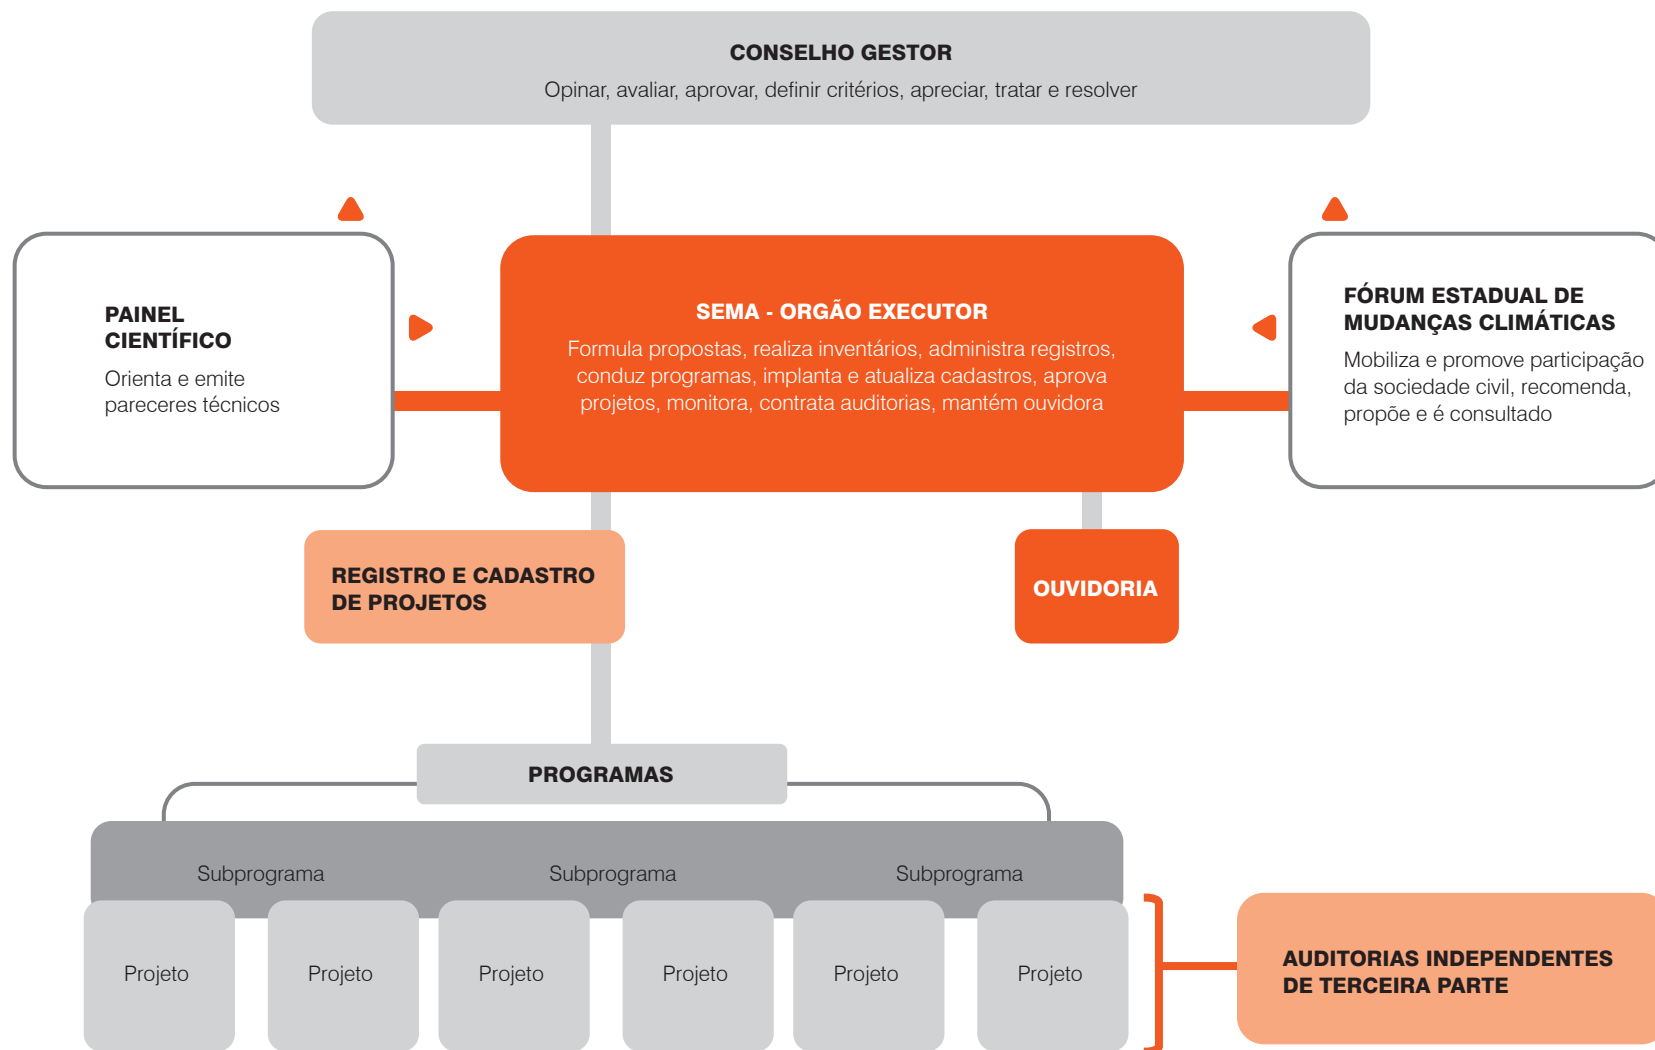 CONSELHO GESTOR
Opinar, avaliar, aprovar, definir critérios, apreciar, tratar e resolver
PAINEL
CIENTÍFICO
Orienta e emite
pareceres técnicos
SEMA - ORGÃO EXECUTOR
Formula propostas, realiza inventários, administra registros,
conduz programas, implanta e atualiza cadastros, aprova
projetos, monitora, contrata auditorias, mantém ouvidora
FÓRUM ESTADUAL DE
MUDANÇAS CLIMÁTICAS
Mobiliza e promove participação
da sociedade civil, recomenda,
propõe e é consultado
REGISTRO E CADASTRO
DE PROJETOS
OUVIDORIA
PROGRAMAS
Subprograma
Subprograma
Subprograma
Projeto
Projeto
Projeto
Projeto
Projeto
Projeto
AUDITORIAS INDEPENDENTES
DE TERCEIRA PARTE